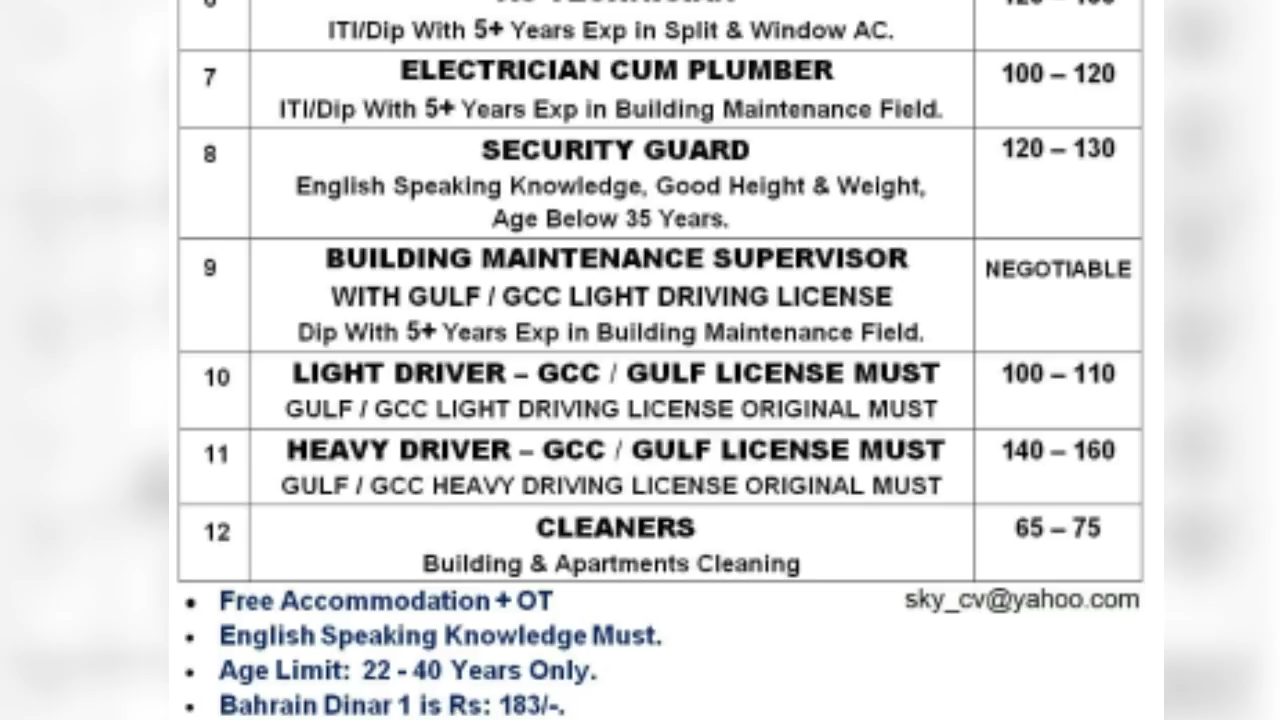 ITI/Dip With 5+ Years Exp in Split & Window AC.
7 ELECTRICIAN CUM PLUMBER 100 – 120
ITI/Dip With 5+ Years Exp in Building Maintenance Field.
8 SECURITY GUARD 120 – 130
English Speaking Knowledge, Good Height & Weight,
Age Below 35 Years.
9 BUILDING MAINTENANCE SUPERVISOR NEGOTIABLE
WITH GULF / GCC LIGHT DRIVING LICENSE
Dip With 5+ Years Exp in Building Maintenance Field.
10 LIGHT DRIVER – GCC / GULF LICENSE MUST 100 – 110
GULF / GCC LIGHT DRIVING LICENSE ORIGINAL MUST
11 HEAVY DRIVER – GCC / GULF LICENSE MUST 140 – 160
GULF / GCC HEAVY DRIVING LICENSE ORIGINAL MUST
12 CLEANERS 65 – 75
Building & Apartments Cleaning
• Free Accommodation + OT sky_cv@yahoo.com
• English Speaking Knowledge Must.
• Age Limit: 22 - 40 Years Only.
• Bahrain Dinar 1 is Rs: 183/-.